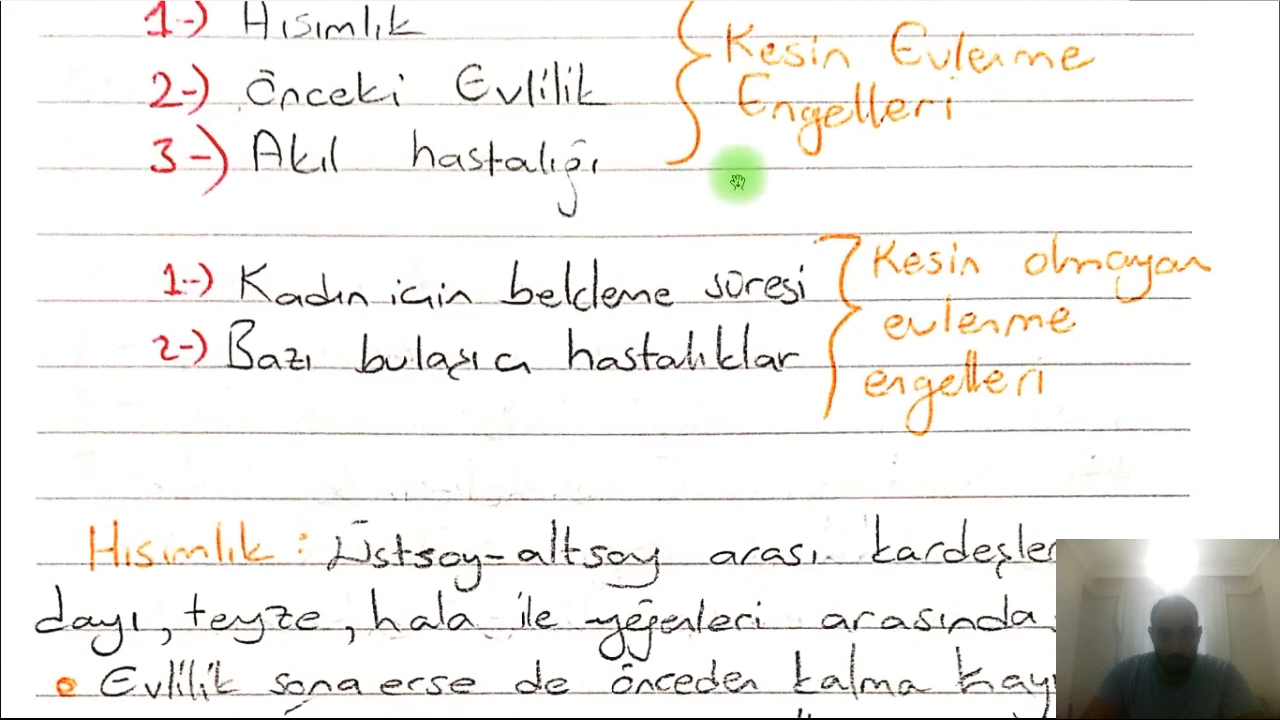 1-) Hısımlık
2-) Önceki Evlilik
3-) Akıl hastalığı
Kesin Evlenme
Engelleri
1-) Kadın için bekleme süresi
2-) Bazı bulaşıcı hastalıklar
Kesin olmayan
evlenme
engelleri
Hısımlık: Üstsoy-altsoy arası kardeşler
dayı, teyze, hala ile yeğenleri arasında
• Evlilik sona erse de önceden kalma kay